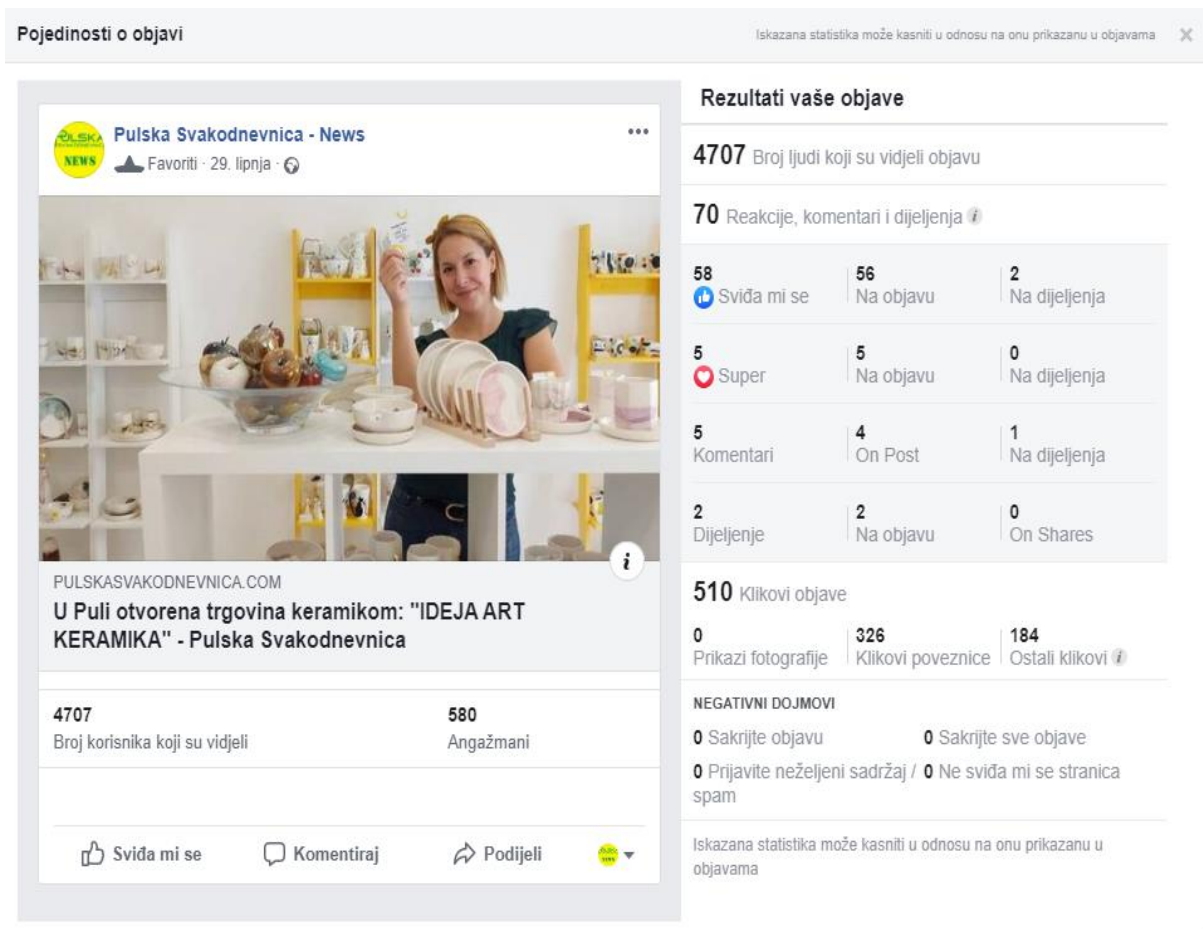 Pojedinosti o objavi
Iskazana statistika može kasniti u odnosu na onu prikazanu u objavama
PULSKA
NEWS
Pulska Svakodnevnica - News
Favoriti · 29. lipnja ·
PULSKASVAKODNEVNICA.COM
U Puli otvorena trgovina keramikom: "IDEJA ART
KERAMIKA" - Pulska Svakodnevnica
4707
580
Broj korisnika koji su vidjeli
Angažmani
Sviđa mi se
Komentiraj
Podijeli
Rezultati vaše objave
4707 Broj ljudi koji su vidjeli objavu
70 Reakcije, komentari i dijeljenja
58
56
2
Sviđa mi se
Na objavu
Na dijeljenja
5
5
0
Super
Na objavu
Na dijeljenja
5
4
1
Komentari
On Post
Na dijeljenja
2
2
0
Dijeljenje
Na objavu
On Shares
510 Klikovi objave
0
326
184
Prikazi fotografije
Klikovi poveznice
Ostali klikovi
NEGATIVNI DOJMOVI
0 Sakrijte objavu
0 Sakrijte sve objave
0 Prijavite neželjeni sadržaj /
spam
0 Ne sviđa mi se stranica
Iskazana statistika može kasniti u odnosu na onu prikazanu u
objavama